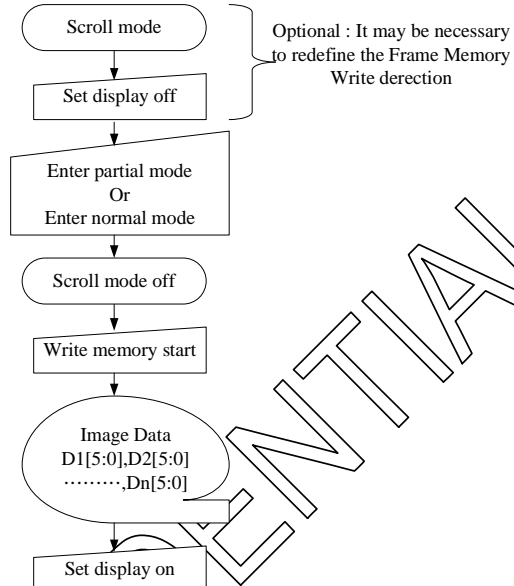 Scroll mode
Optional : It may be necessary
to redefine the Frame Memory
Write derection
Set display off
Enter partial mode
Or
Enter normal mode
Scroll mode off
Write memory start
Image Data
D1[5:0],D2[5:0]
·········,Dn[5:0]
Set display on
ENTIAL